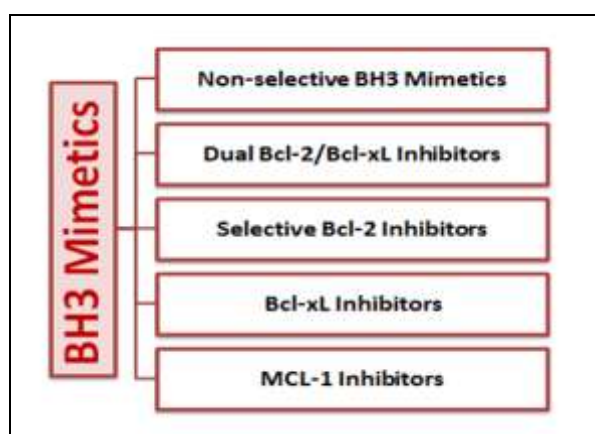 BH3 Mimetics
Non-selective BH3 Mimetics
Dual Bcl-2/Bcl-xL Inhibitors
Selective Bcl-2 Inhibitors
Bcl-xL Inhibitors
MCL-1 Inhibitors